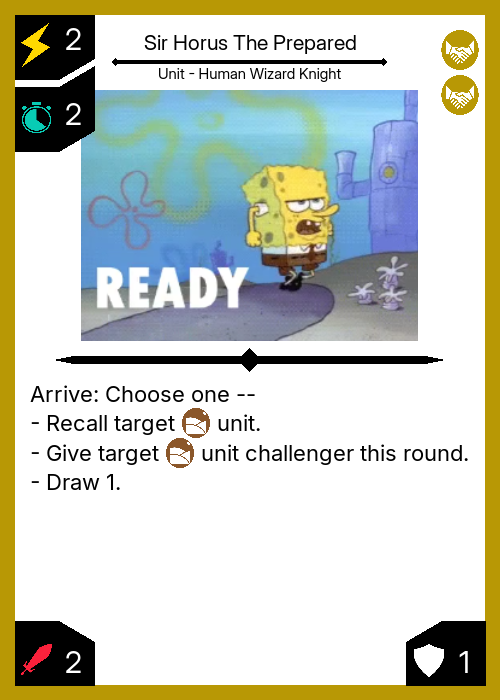 2
Sir Horus The Prepared
Unit - Human Wizard Knight
2
READY
Arrive: Choose one --
- Recall target unit.
- Give target unit challenger this round.
- Draw 1.
2
1